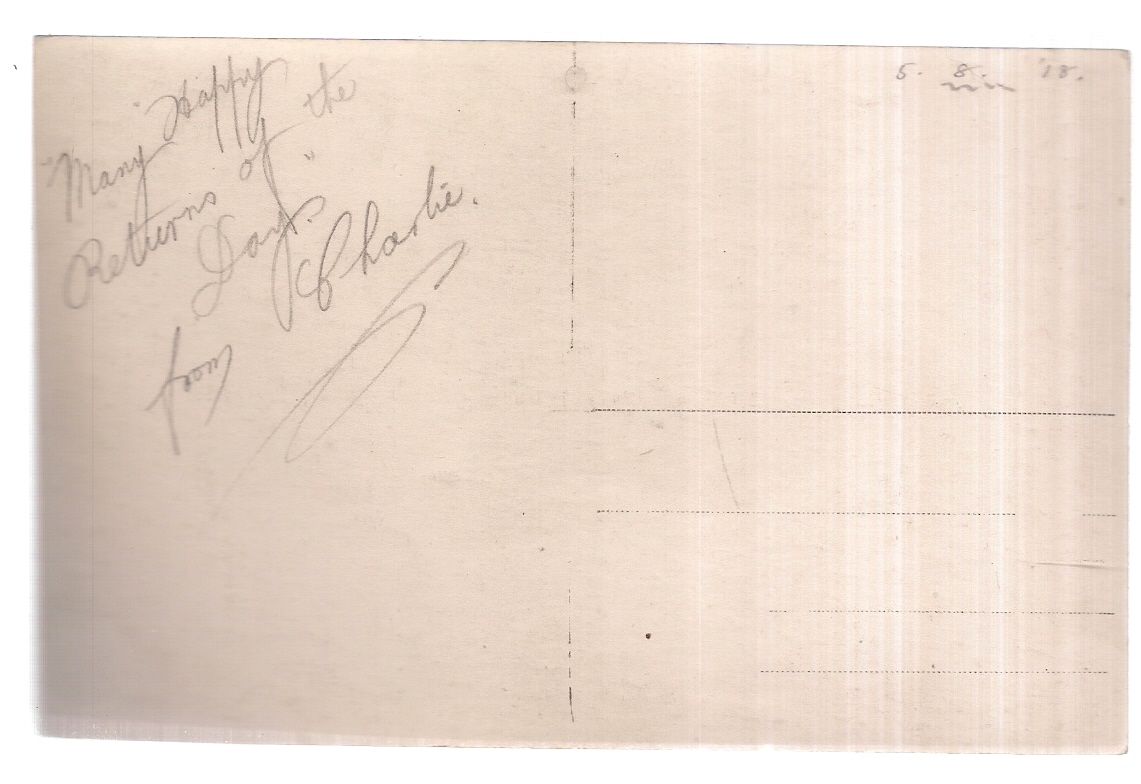 5. 8. '18.
"Many Happy
Returns of the
Day."
from Charlie.